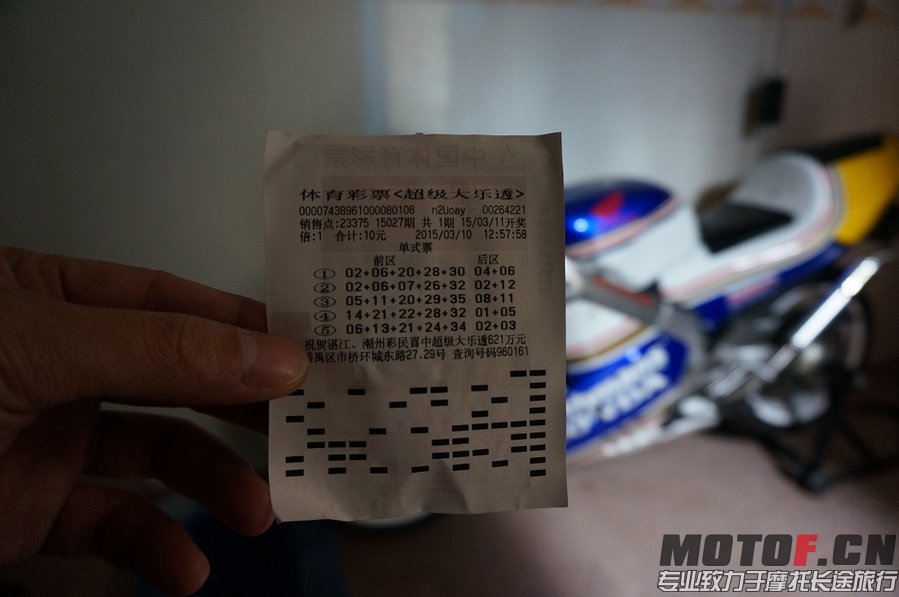 体育彩票<超级大乐透>
00007438961000080108 n2Uoay 00264221
销售点:23375 15027期 共 1期 15/03/11开奖
倍:1 合计:10元 2015/03/10 12:57:58
单式票
前区 后区
① 02+06+20+28+30 04+06
② 02+06+07+26+32 02+12
③ 05+11+20+29+35 08+11
④ 14+21+22+28+32 01+05
⑤ 06+13+21+24+34 02+03
祝贺湛江、潮州彩民喜中超级大乐透621万元
番禺区市桥环城东路27.29号 查询号码960161
MOTOF.CN
专业致力于摩托长途旅行